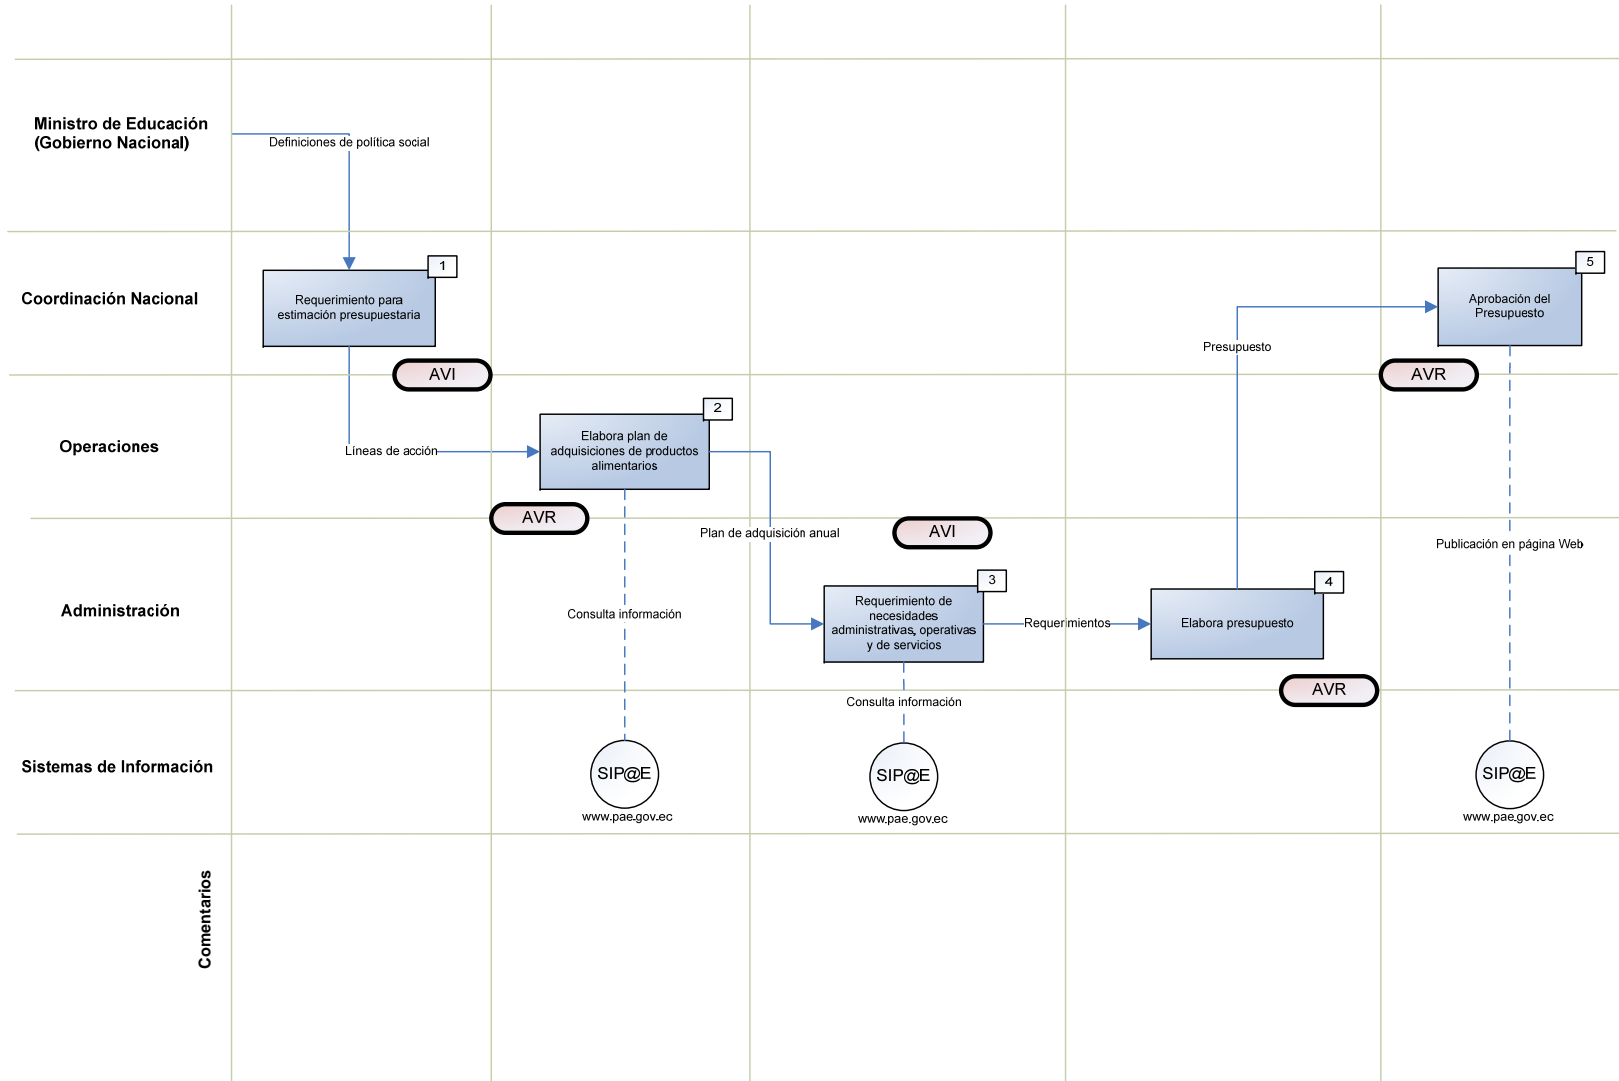 Ministro de Educación
(Gobierno Nacional)
Definiciones de política social
Coordinación Nacional
1
Requerimiento para
estimación presupuestaria
AVI
5
Aprobación del
Presupuesto
AVR
Presupuesto
Operaciones
Líneas de acción
2
Elabora plan de
adquisiciones de productos
alimentarios
AVR
Plan de adquisición anual
AVI
Publicación en página Web
Administración
Consulta información
3
Requerimiento de
necesidades
administrativas, operativas
y de servicios
Requerimientos
4
Elabora presupuesto
AVR
Consulta información
Sistemas de Información
SIP@E
www.pae.gov.ec
SIP@E
www.pae.gov.ec
SIP@E
www.pae.gov.ec
Comentarios